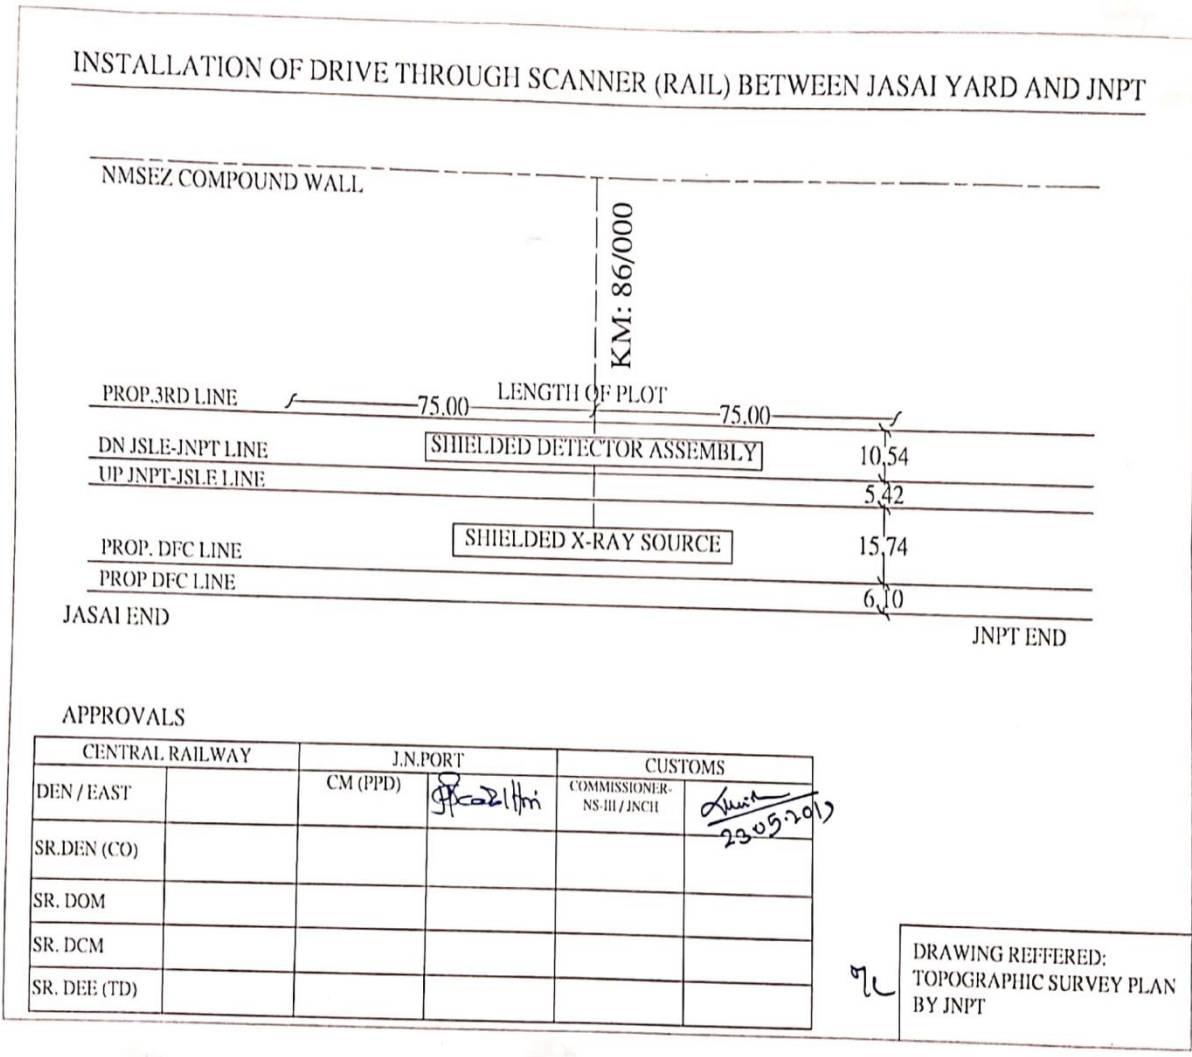 INSTALLATION OF DRIVE THROUGH SCANNER (RAIL) BETWEEN JASAI YARD AND JNPT
NMSEZ COMPOUND WALL
KM: 86/000
PROP.3RD LINE
75.00
LENGTH OF PLOT
75.00
DN JSLE-JNPT LINE
SHIELDED DETECTOR ASSEMBLY
10,54
UP JNPT-JSLE LINE
5,42
PROP. DFC LINE
SHIELDED X-RAY SOURCE
15,74
PROP DFC LINE
6,10
JASAI END
JNPT END
APPROVALS
CENTRAL RAILWAY J.N.PORT CUSTOMS
DEN / EAST CM (PPD) COMMISSIONER-
NS-III / JNCH
23.05.2019
SR.DEN (CO)
SR. DOM
SR. DCM
SR. DEE (TD)
DRAWING REFFERED:
TOPOGRAPHIC SURVEY PLAN
BY JNPT